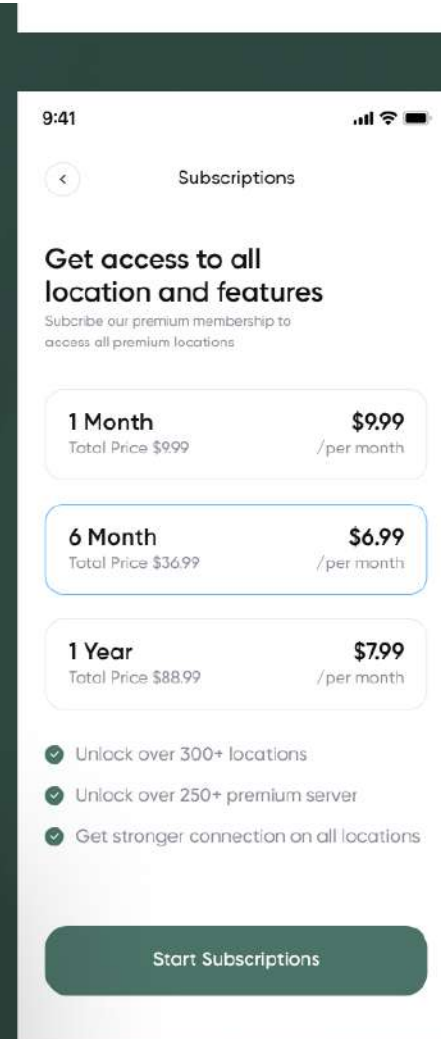 9:41
Subscriptions
Get access to all
location and features
Subcribe our premium membership to
access all premium locations
1 Month
$9.99
Total Price $9.99
/per month
6 Month
$6.99
Total Price $36.99
/per month
1 Year
$7.99
Total Price $88.99
/per month
Unlock over 300+ locations
Unlock over 250+ premium server
Get stronger connection on all locations
Start Subscriptions